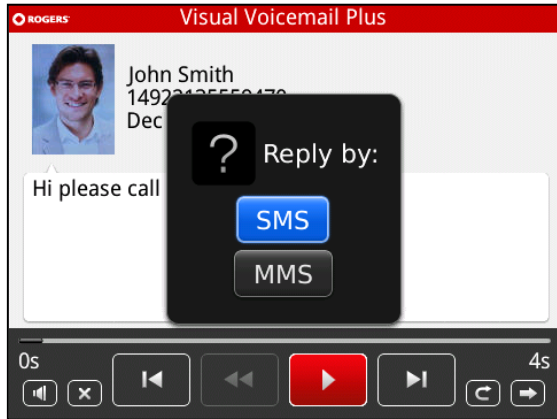 ROGERS Visual Voicemail Plus
John Smith
Dec
Reply by:
Hi please call
SMS
MMS
0s 4s